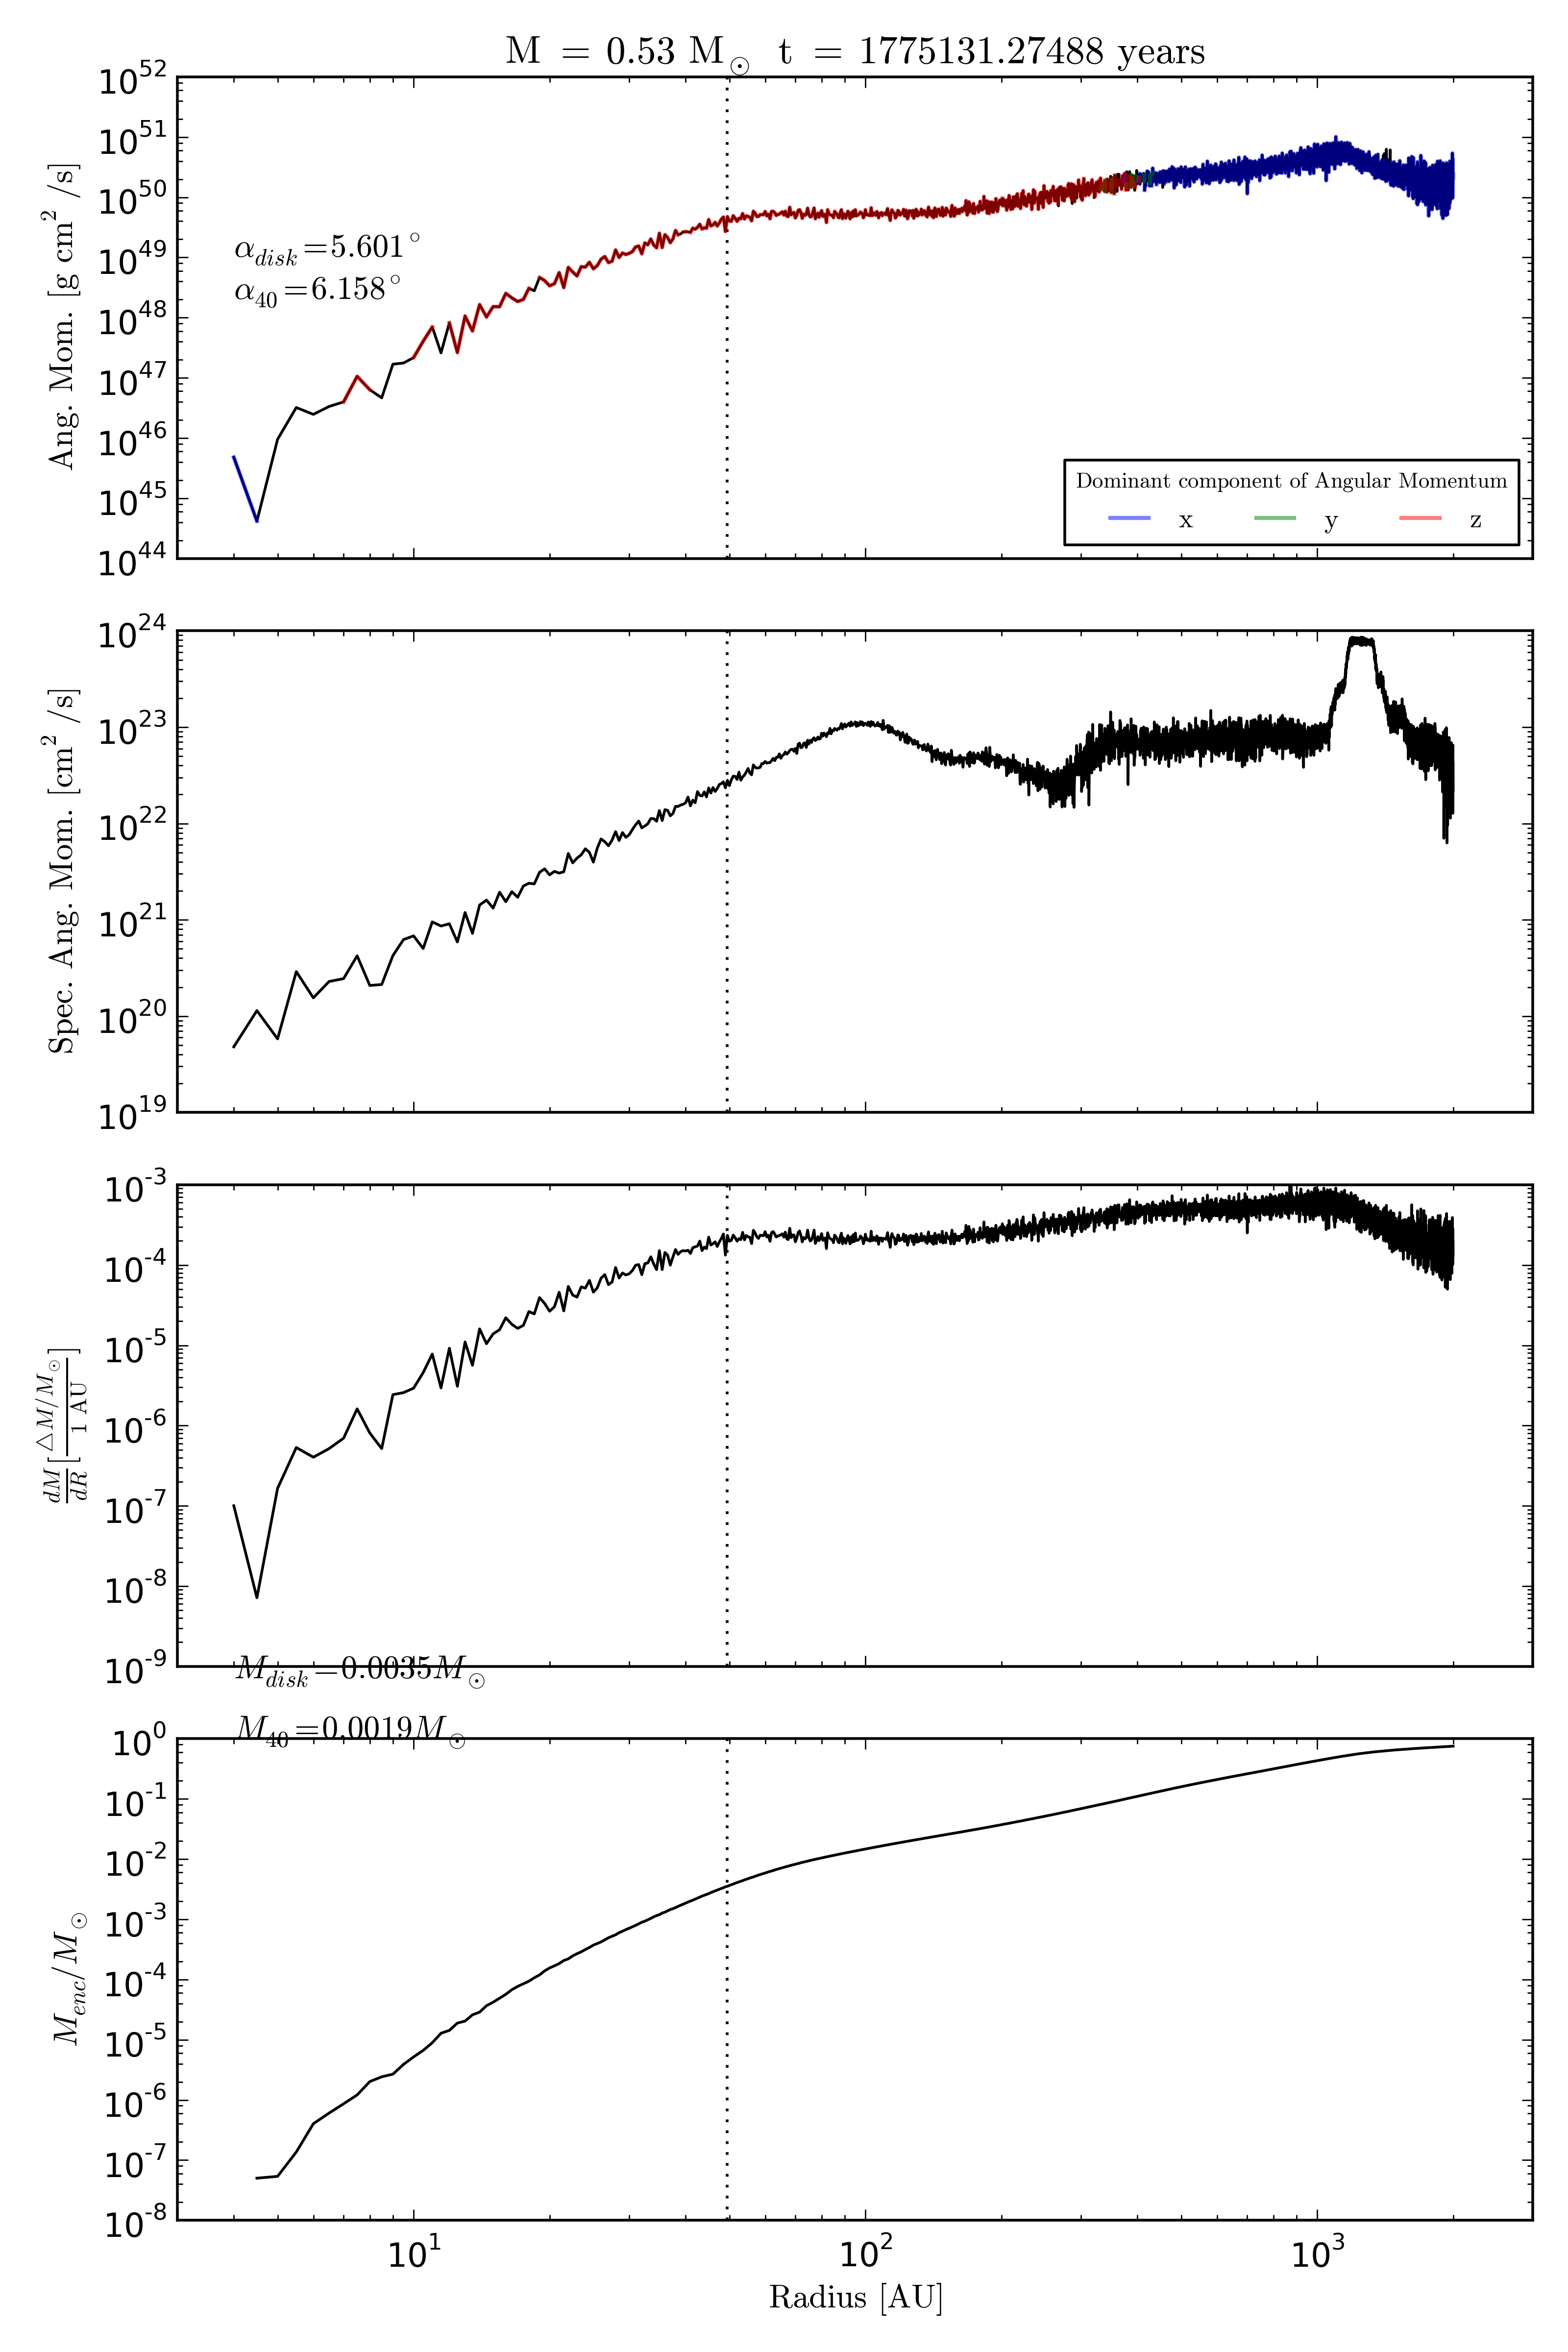 M = 0.53 M⊙ t = 1775131.27488 years
10^52
10^51
10^50
10^49
10^48
10^47
10^46
10^45
10^44
Ang. Mom. [g cm^2 /s]
α_disk=5.601°
α_40=6.158°
Dominant component of Angular Momentum
x y z
10^24
10^23
10^22
10^21
10^20
10^19
Spec. Ang. Mom. [cm^2 /s]
10^-3
10^-4
10^-5
10^-6
10^-7
10^-8
10^-9
dM/dR [△M/M⊙ / 1 AU]
M_disk=0.0035M⊙
M_40=0.0019M⊙
10^0
10^-1
10^-2
10^-3
10^-4
10^-5
10^-6
10^-7
10^-8
M_enc/M⊙
10^1 10^2 10^3
Radius [AU]